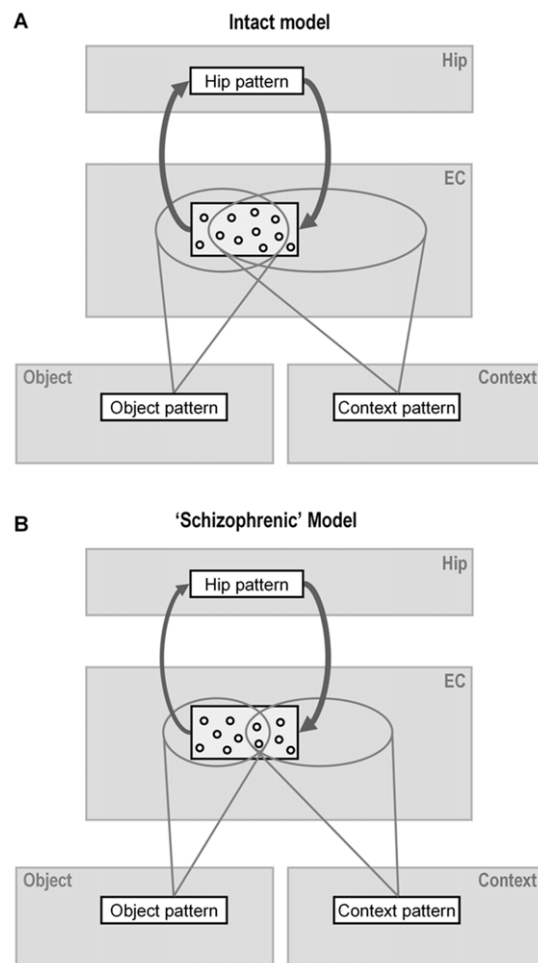 A
Intact model
Hip
Hip pattern
EC
Object
Context
Object pattern
Context pattern
B
‘Schizophrenic’ Model
Hip
Hip pattern
EC
Object
Context
Object pattern
Context pattern